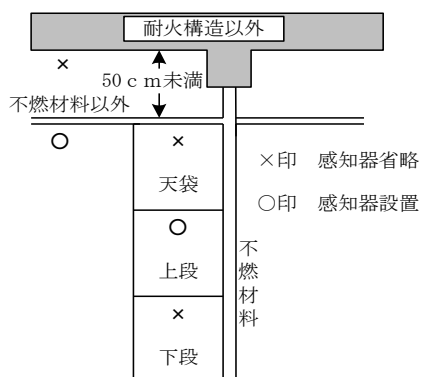 耐火構造以外
×
50cm未満
不燃材料以外
○
×
天袋
×印 感知器省略
○
○印 感知器設置
上段
不燃材料
×
下段